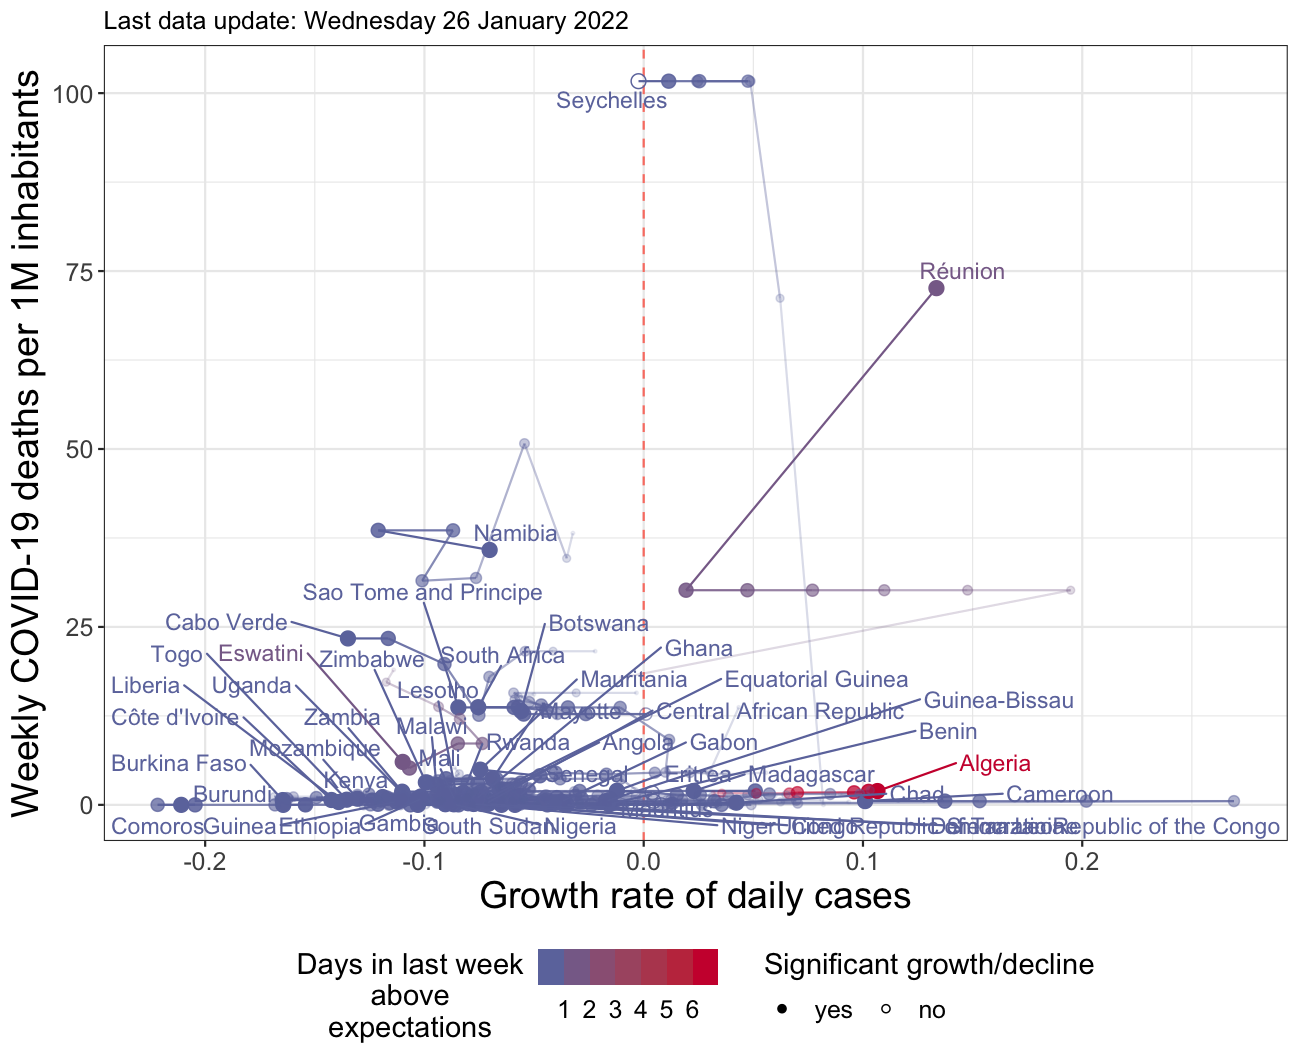 Last data update: Wednesday 26 January 2022
Weekly COVID-19 deaths per 1M inhabitants
100
75
50
25
0
Seychelles
Réunion
Namibia
Sao Tome and Principe
Cabo Verde
Botswana
Togo
Eswatini
Zimbabwe
South Africa
Ghana
Liberia
Uganda
Lesotho
Mauritania
Equatorial Guinea
Guinea-Bissau
Côte d'Ivoire
Zambia
Malawi
Mayotte
Central African Republic
Benin
Mozambique
Mali
Rwanda
Angola
Gabon
Burkina Faso
Kenya
Senegal
Eritrea
Madagascar
Algeria
Burundi
Chad
Cameroon
Mauritius
Comoros
Guinea
Ethiopia
Gambia
South Sudan
Nigeria
Niger
Congo
Democratic Republic of the Congo
-0.2
-0.1
0.0
0.1
0.2
Growth rate of daily cases
Days in last week
above
expectations
1 2 3 4 5 6
Significant growth/decline
yes
no